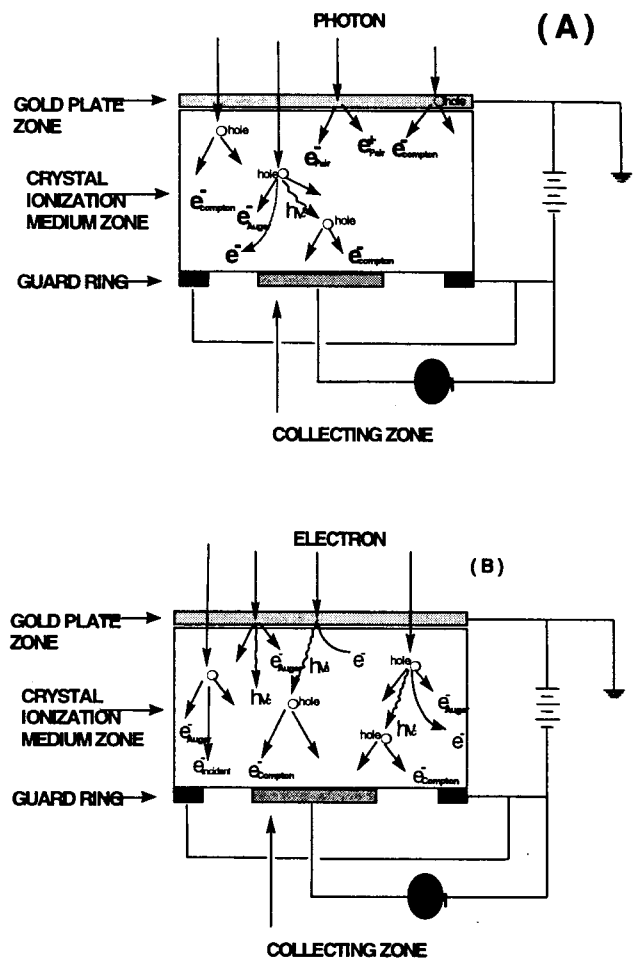 PHOTON
(A)
GOLD PLATE
ZONE
hole
hole
e⁻Pair
e⁺Pair
e⁻compton
CRYSTAL
IONIZATION
MEDIUM ZONE
e⁻compton
hole
e⁻Auger
hν
hole
e⁻
e⁻compton
GUARD RING
COLLECTING ZONE
ELECTRON
(B)
GOLD PLATE
ZONE
e⁻Auger
hν
hν
e⁻
hole
CRYSTAL
IONIZATION
MEDIUM ZONE
hole
e⁻Auger
e⁻Auger
hole
hν
e⁻
e⁻incident
e⁻Compton
e⁻Compton
GUARD RING
COLLECTING ZONE